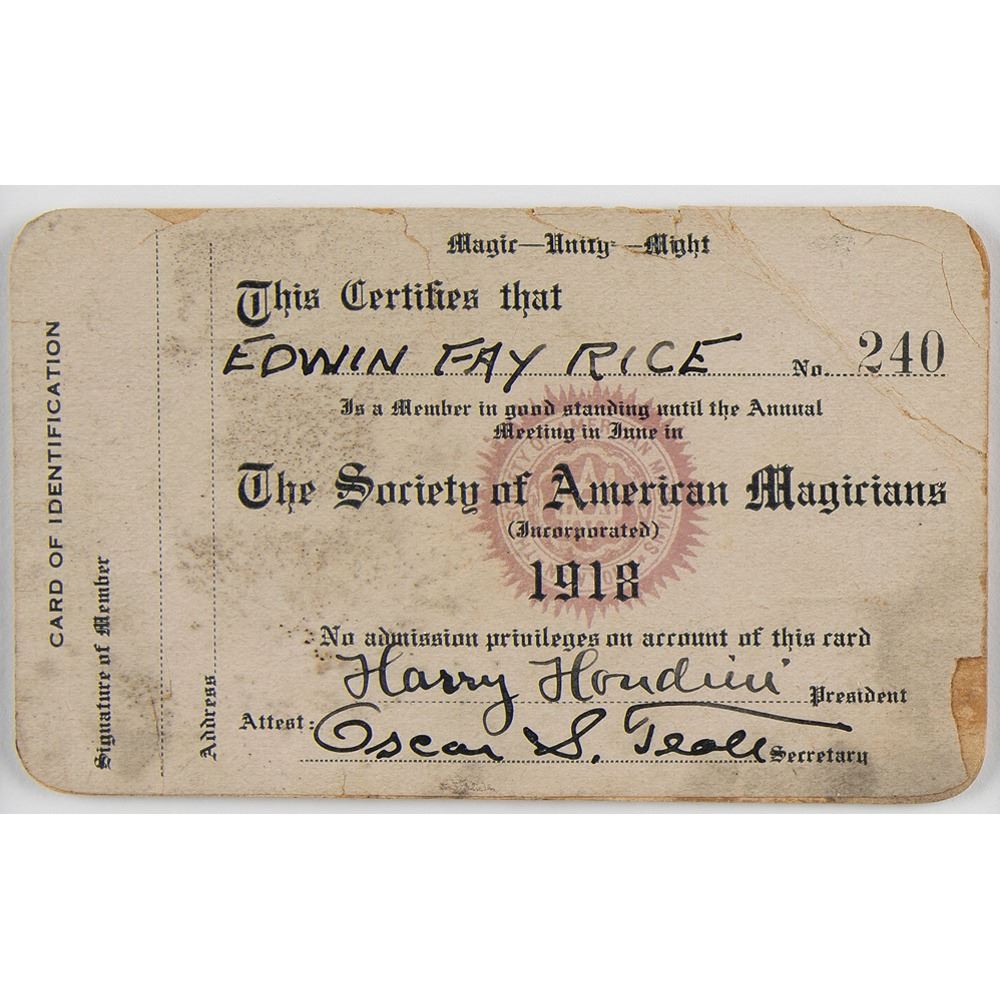 Magic—Unity—Might
This Certifies that
EDWIN FAY RICE No. 240
Is a Member in good standing until the Annual
Meeting in June in
The Society of American Magicians
(Incorporated)
1918
No admission privileges on account of this card
Harry Houdini President
Attest: Oscar S. Teale Secretary
CARD OF IDENTIFICATION
Signature of Member
Address